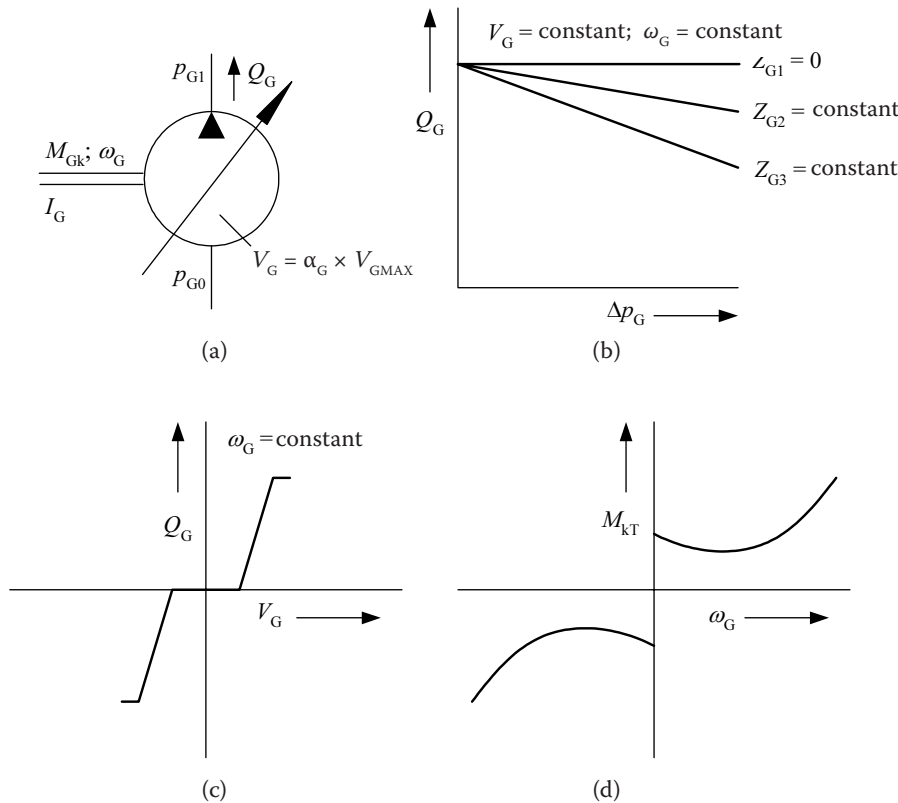 p_G1
Q_G
M_Gk; ω_G
I_G
V_G = α_G × V_GMAX
p_G0
(a)
V_G = constant; ω_G = constant
Z_G1 = 0
Q_G
Z_G2 = constant
Z_G3 = constant
Δp_G
(b)
ω_G = constant
Q_G
V_G
(c)
M_kT
ω_G
(d)